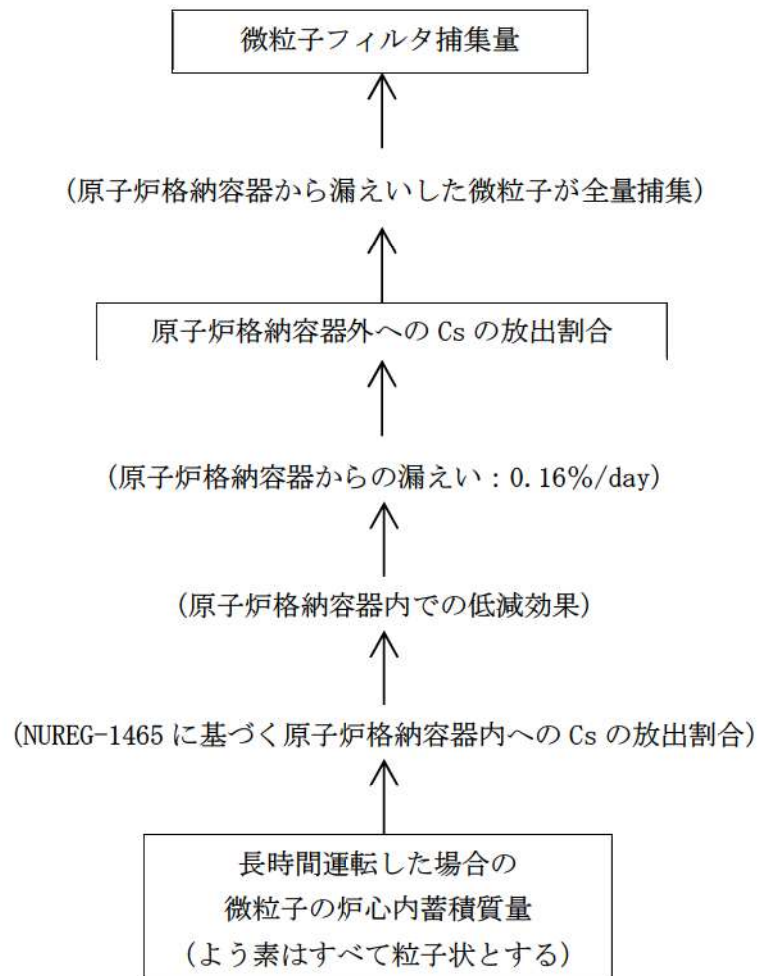 微粒子フィルタ捕集量
(原子炉格納容器から漏えいした微粒子が全量捕集)
原子炉格納容器外への Cs の放出割合
(原子炉格納容器からの漏えい：0.16%/day)
(原子炉格納容器内での低減効果)
(NUREG-1465 に基づく原子炉格納容器内への Cs の放出割合)
長時間運転した場合の
微粒子の炉心内蓄積質量
(よう素はすべて粒子状とする)